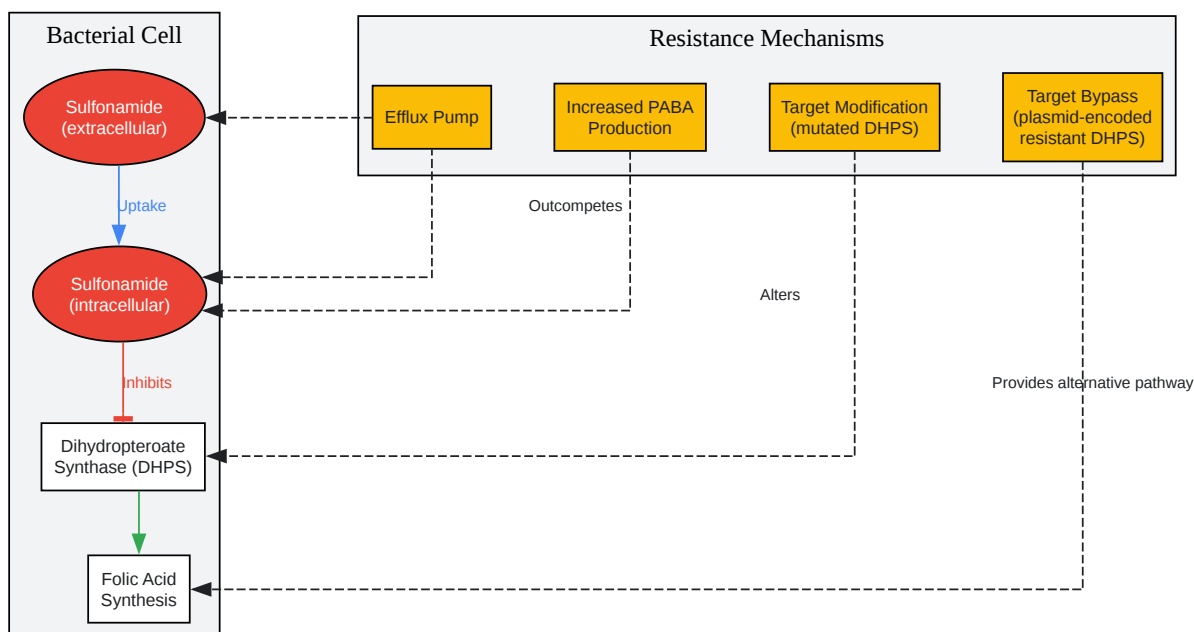 Bacterial Cell
Sulfonamide
(extracellular)
Uptake
Sulfonamide
(intracellular)
Inhibits
Dihydropteroate
Synthase (DHPS)
Folic Acid
Synthesis
Resistance Mechanisms
Efflux Pump
Increased PABA
Production
Target Modification
(mutated DHPS)
Target Bypass
(plasmid-encoded
resistant DHPS)
Outcompetes
Alters
Provides alternative pathway